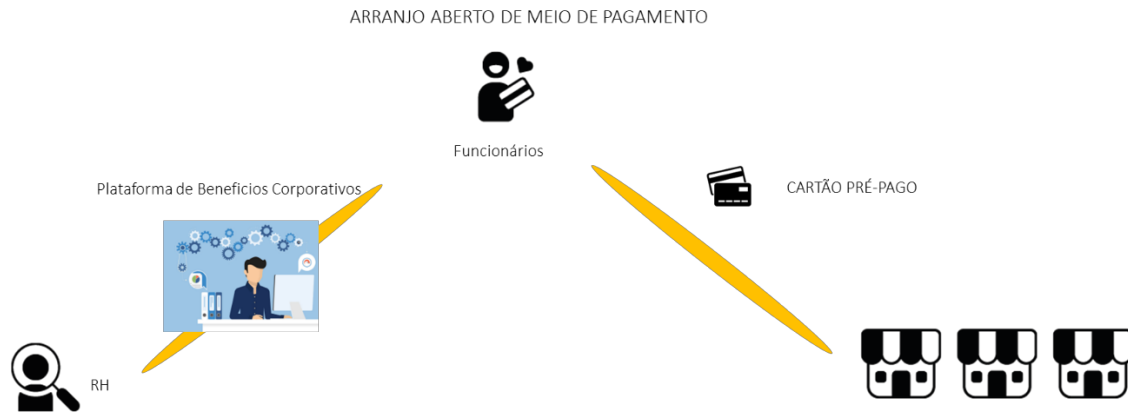 ARRANJO ABERTO DE MEIO DE PAGAMENTO
Funcionários
Plataforma de Beneficios Corporativos
CARTÃO PRÉ-PAGO
RH